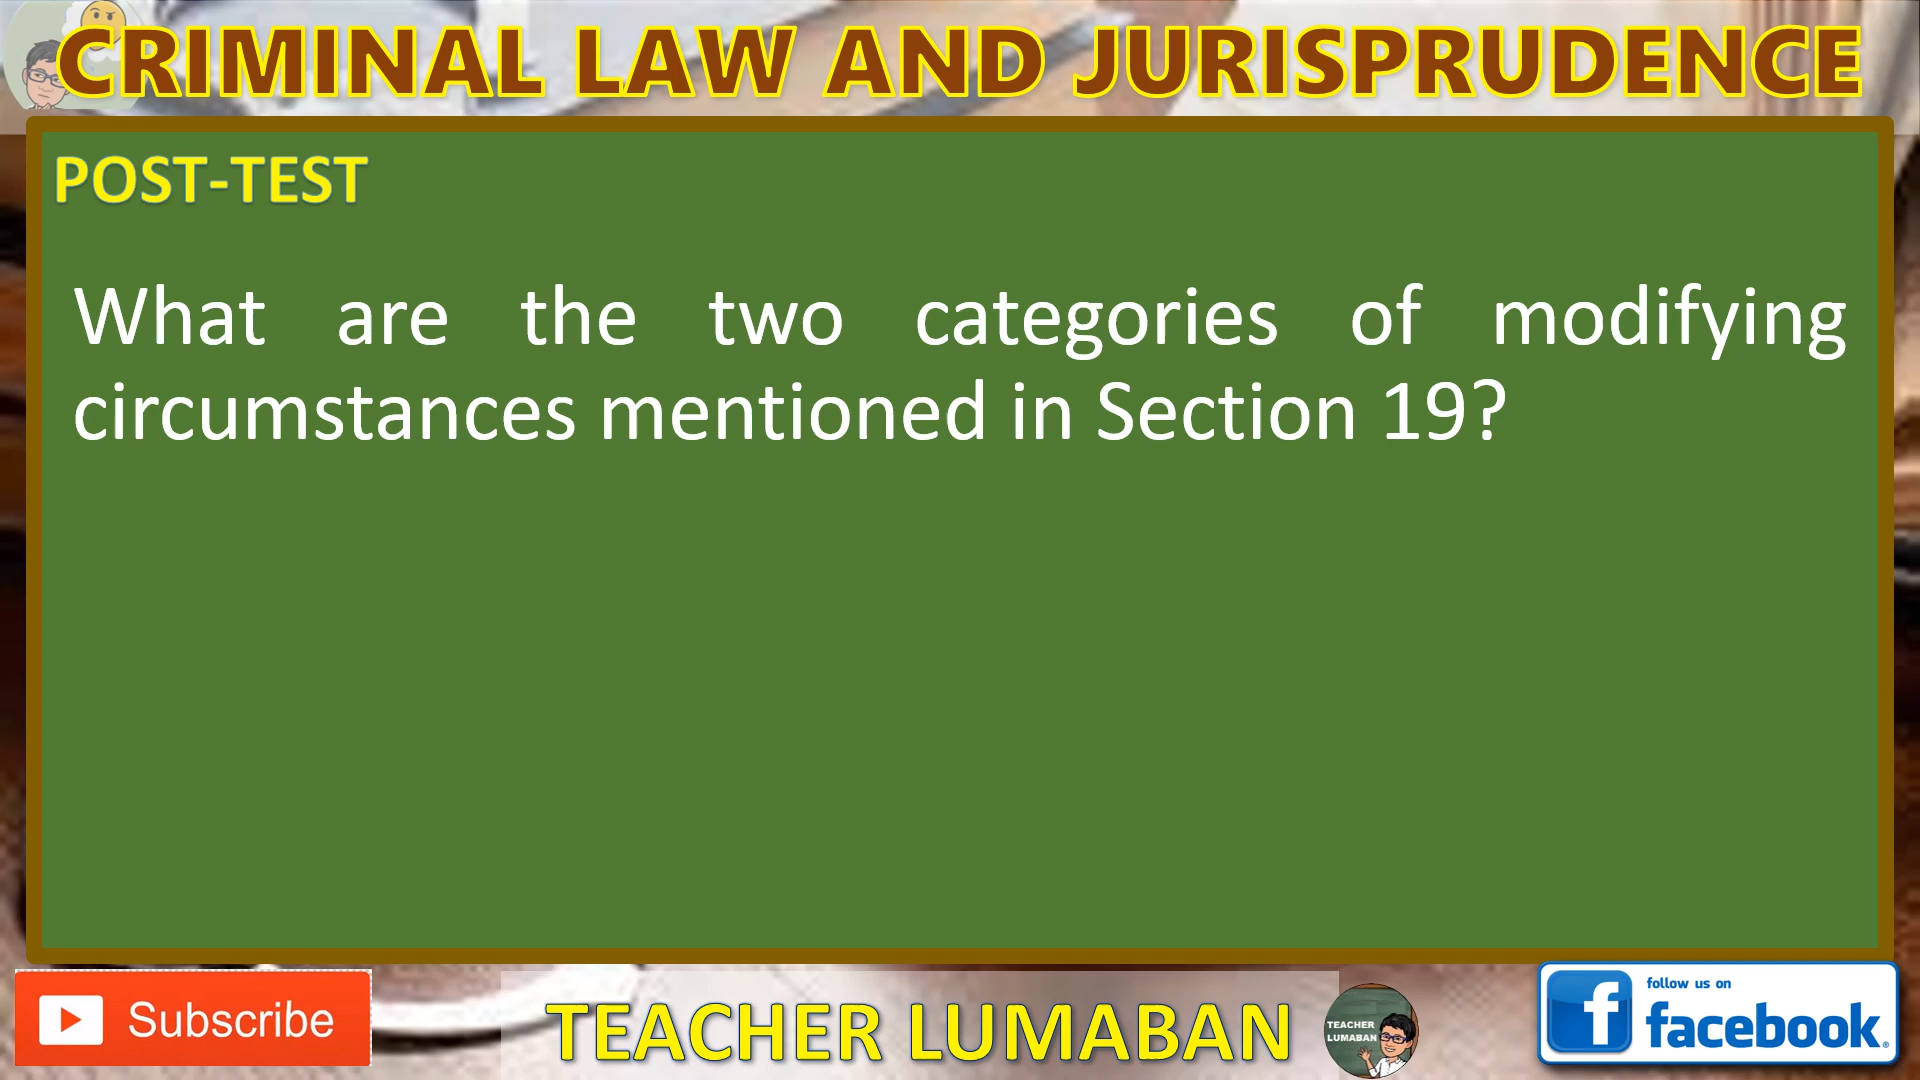 CRIMINAL LAW AND JURISPRUDENCE
POST-TEST
What are the two categories of modifying
circumstances mentioned in Section 19?
Subscribe
TEACHER LUMABAN
TEACHER
LUMABAN
follow us on
facebook